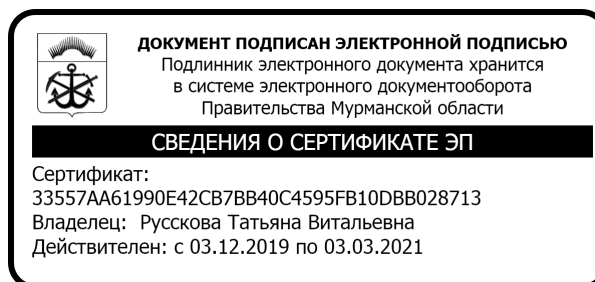 ДОКУМЕНТ ПОДПИСАН ЭЛЕКТРОННОЙ ПОДПИСЬЮ
Подлинник электронного документа хранится
в системе электронного документооборота
Правительства Мурманской области
СВЕДЕНИЯ О СЕРТИФИКАТЕ ЭП
Сертификат:
33557AA61990E42CB7BB40C4595FB10DBB028713
Владелец: Русскова Татьяна Витальевна
Действителен: с 03.12.2019 по 03.03.2021